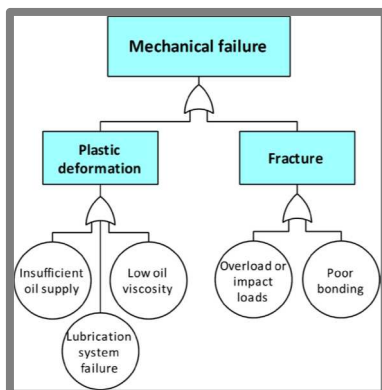 Mechanical failure
Plastic
deformation
Fracture
Insufficient
oil supply
Low oil
viscosity
Lubrication
system
failure
Overload or
impact
loads
Poor
bonding